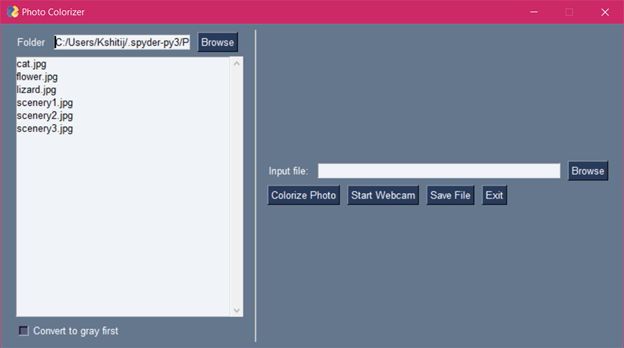 Photo Colorizer
Folder C:/Users/Kshitij/.spyder-py3/P Browse
cat.jpg
flower.jpg
lizard.jpg
scenery1.jpg
scenery2.jpg
scenery3.jpg
Convert to gray first
Input file: Browse
Colorize Photo Start Webcam Save File Exit